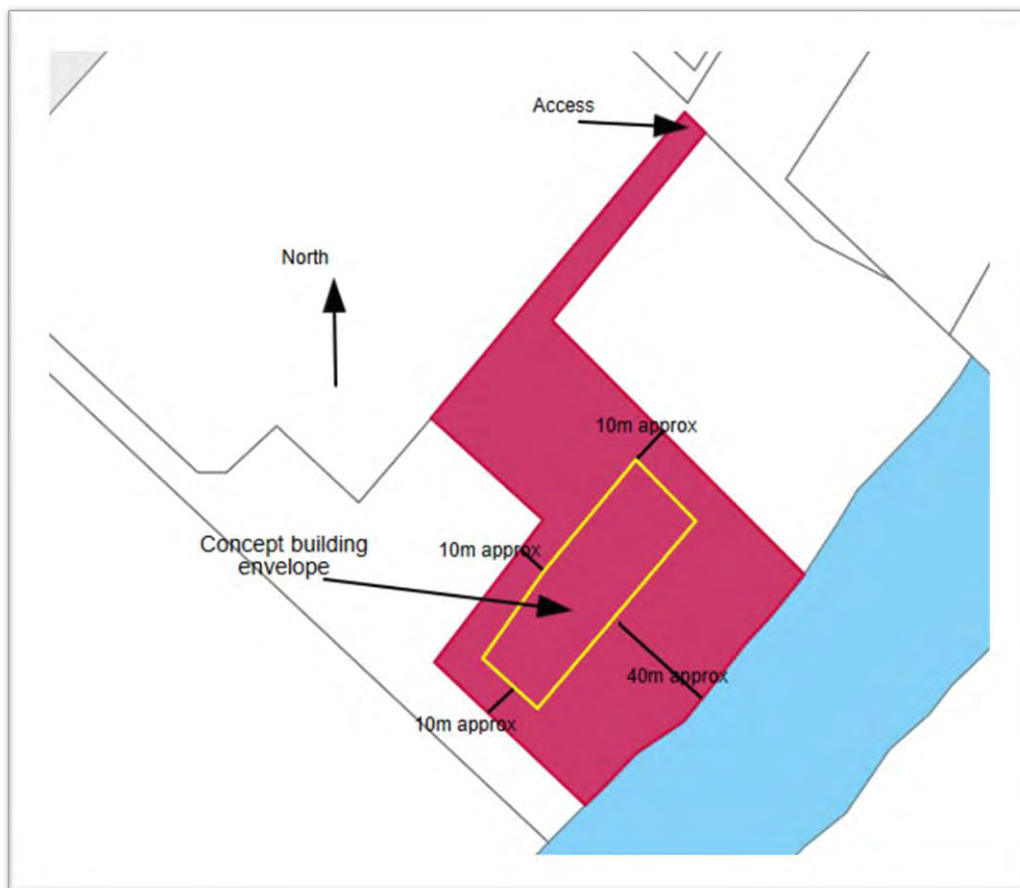 Access
North
10m approx
10m approx
Concept building
envelope
40m approx
10m approx